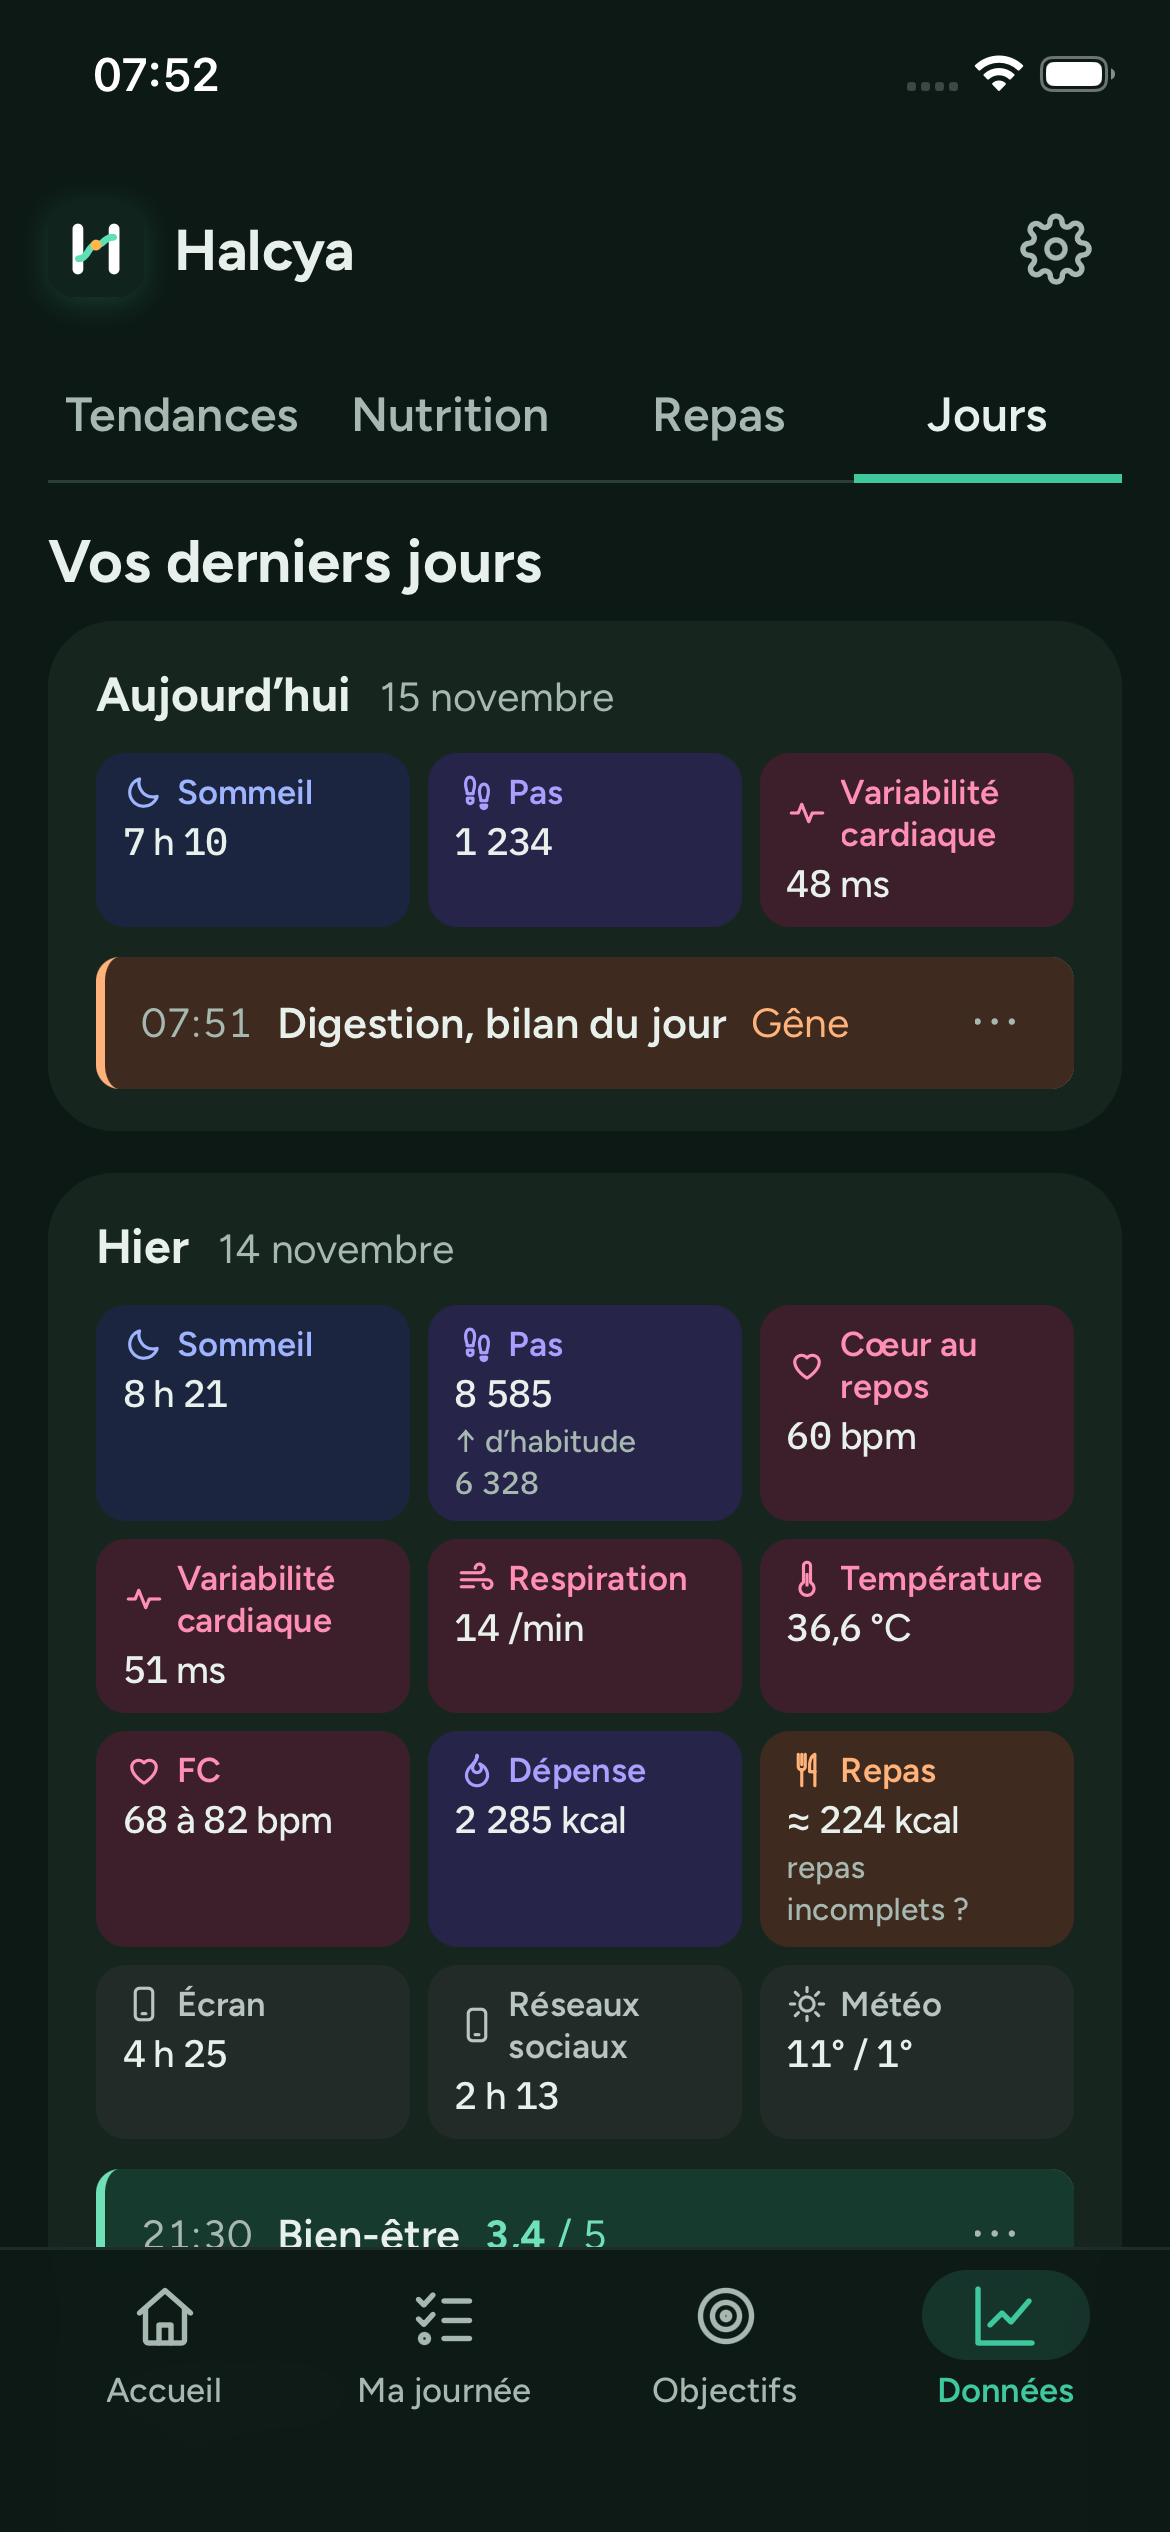 07:52
Halcya
Tendances Nutrition Repas Jours
Vos derniers jours
Aujourd’hui 15 novembre
Sommeil
7 h 10
Pas
1 234
Variabilité
cardiaque
48 ms
07:51 Digestion, bilan du jour Gêne ...
Hier 14 novembre
Sommeil
8 h 21
Pas
8 585
↑ d’habitude
6 328
Cœur au
repos
60 bpm
Variabilité
cardiaque
51 ms
Respiration
14 /min
Température
36,6 °C
FC
68 à 82 bpm
Dépense
2 285 kcal
Repas
≈ 224 kcal
repas
incomplets ?
Écran
4 h 25
Réseaux
sociaux
2 h 13
Météo
11° / 1°
21:30 Bien-être 3,4 / 5 ...
Accueil Ma journée Objectifs Données